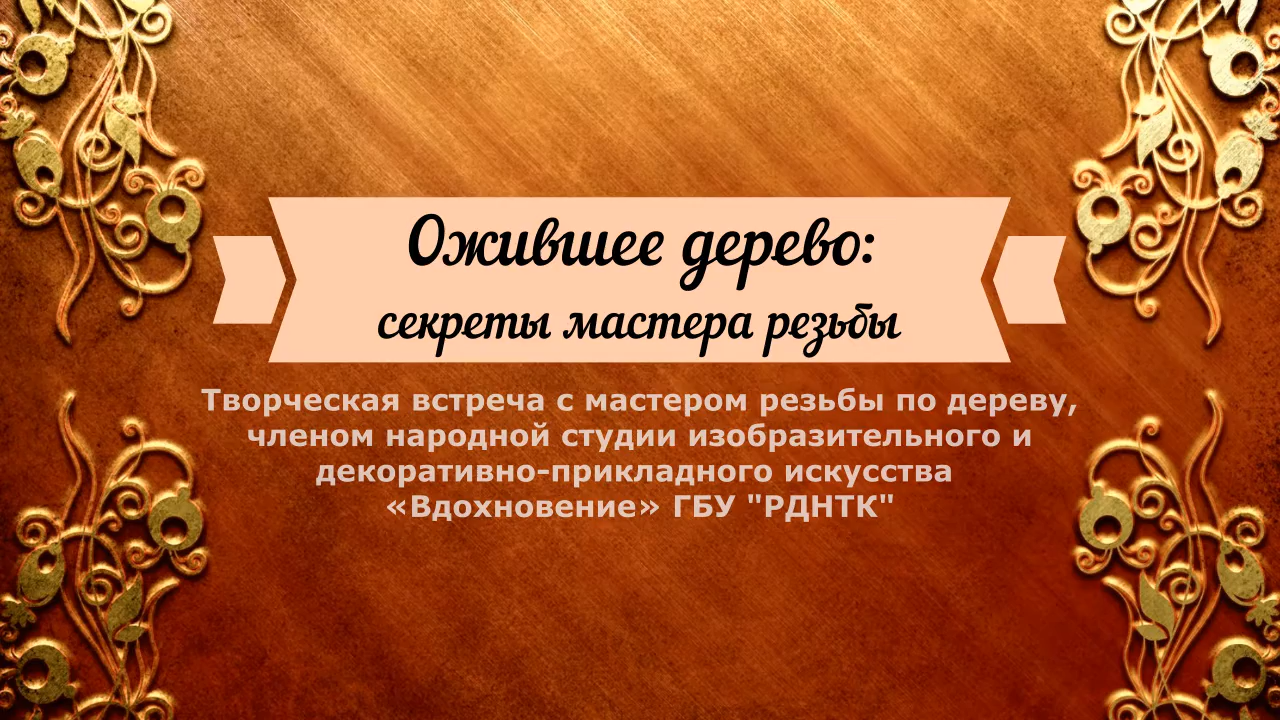 Ожившее дерево:
секреты мастера резьбы
Творческая встреча с мастером резьбы по дереву,
членом народной студии изобразительного и
декоративно-прикладного искусства
«Вдохновение» ГБУ "РДНТК"